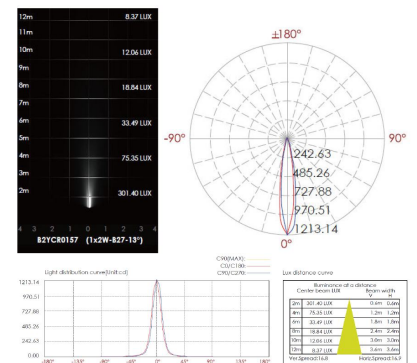 12m 8.37 LUX
11m
10m 12.06 LUX
9m
8m 18.84 LUX
7m
6m 33.49 LUX
5m
4m 75.35 LUX
3m
2m 301.40 LUX
4 3 2 1 0 1 2 3 4
B2YCR0157 (1x2W-B27-13°)
±180°
-90° 90°
242.63
485.26
727.88
970.51
1213.14
0°
C90(MAX):
C0/C180:
C90/C270:
Light distribution curve(Unit:cd)
1213.14
970.51
727.88
485.26
242.63
0.00
-180° -135° -90° -45° 0° 45° 90° 135° 180°
Lux distance curve
Illuminance at a distance
Center beam LUX Beam width
V H
2m 301.40 LUX 0.6m 0.6m
4m 75.35 LUX 1.2m 1.2m
6m 33.49 LUX 1.8m 1.8m
8m 18.84 LUX 2.4m 2.4m
10m 12.06 LUX 3.0m 3.0m
12m 8.37 LUX 3.6m 3.6m
Ver.Spread:16.8 Horiz.Spread:16.9